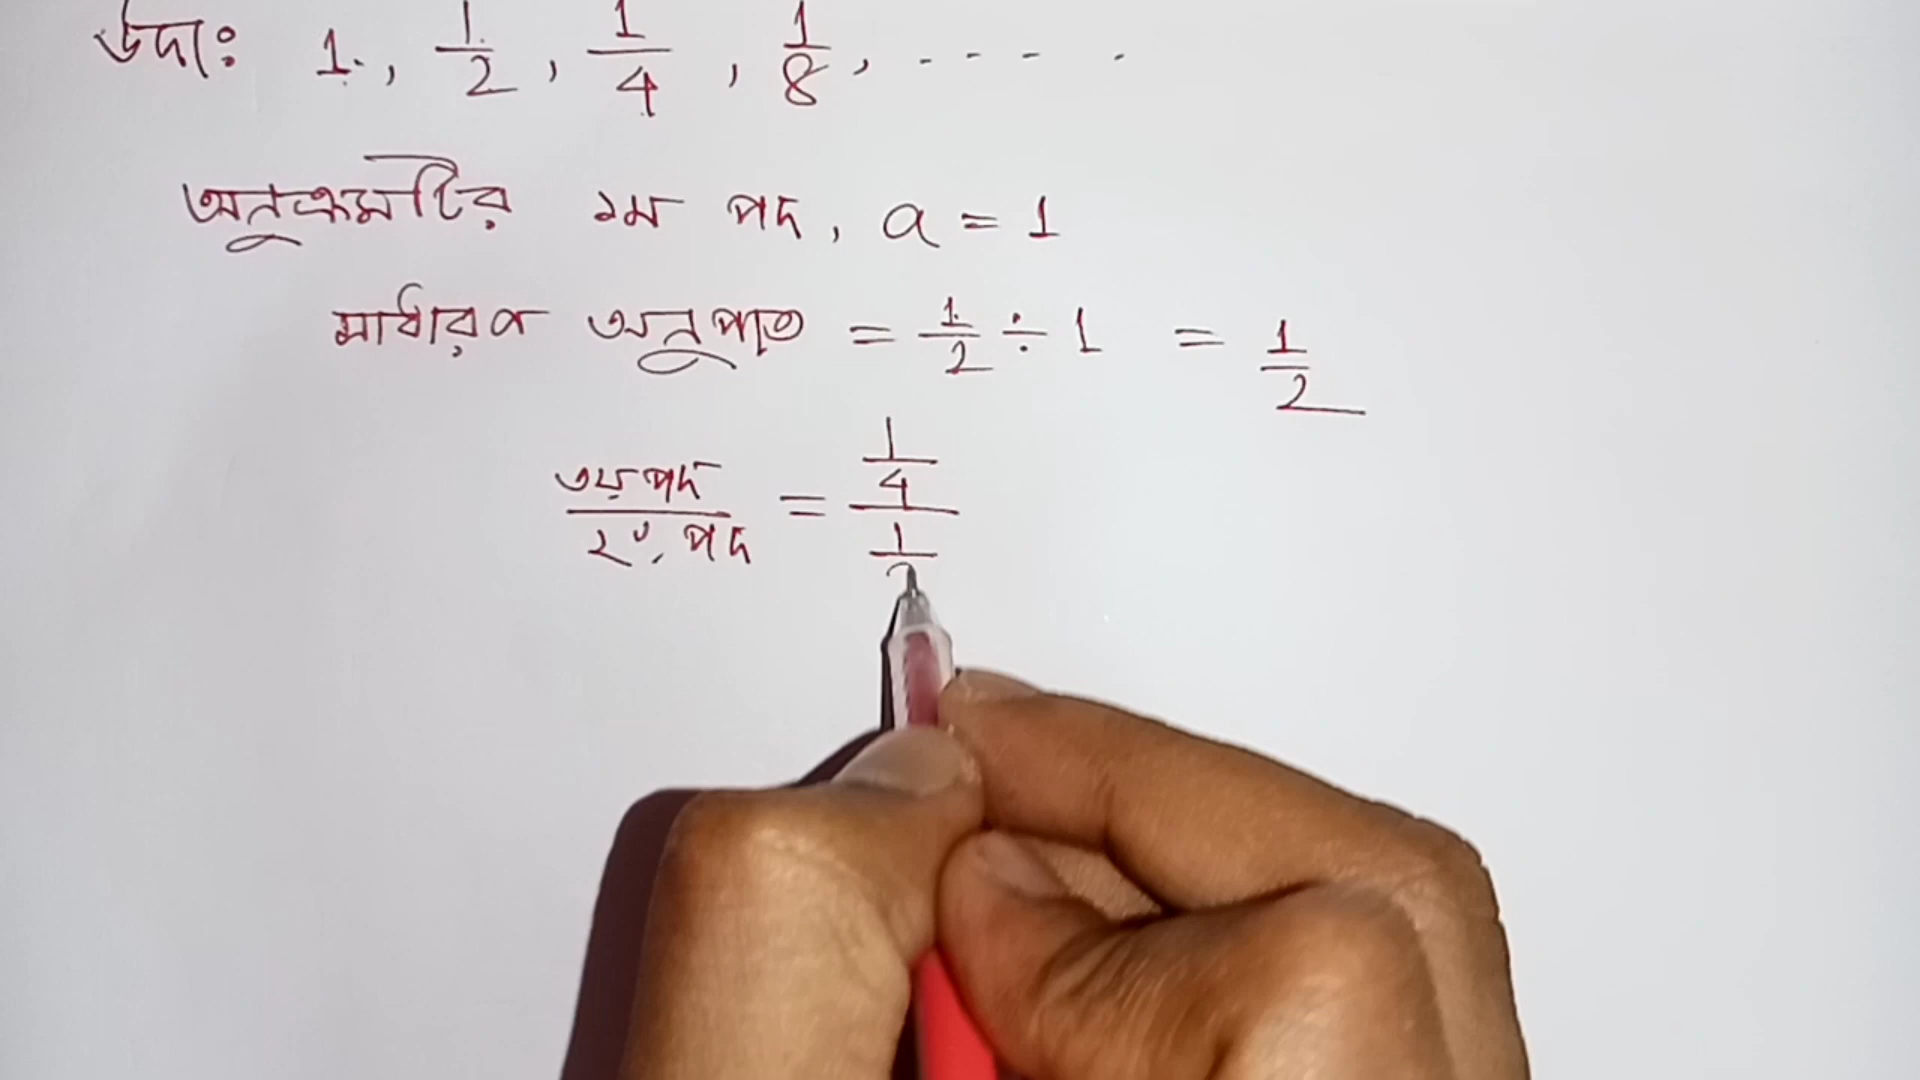 উদাঃ 1, 1/2, 1/4, 1/8, ....
অনুক্রমটির ১ম পদ, a = 1
সাধারণ অনুপাত = 1/2 ÷ 1 = 1/2
৩য় পদ / ২য় পদ = 1/4 / 1/2